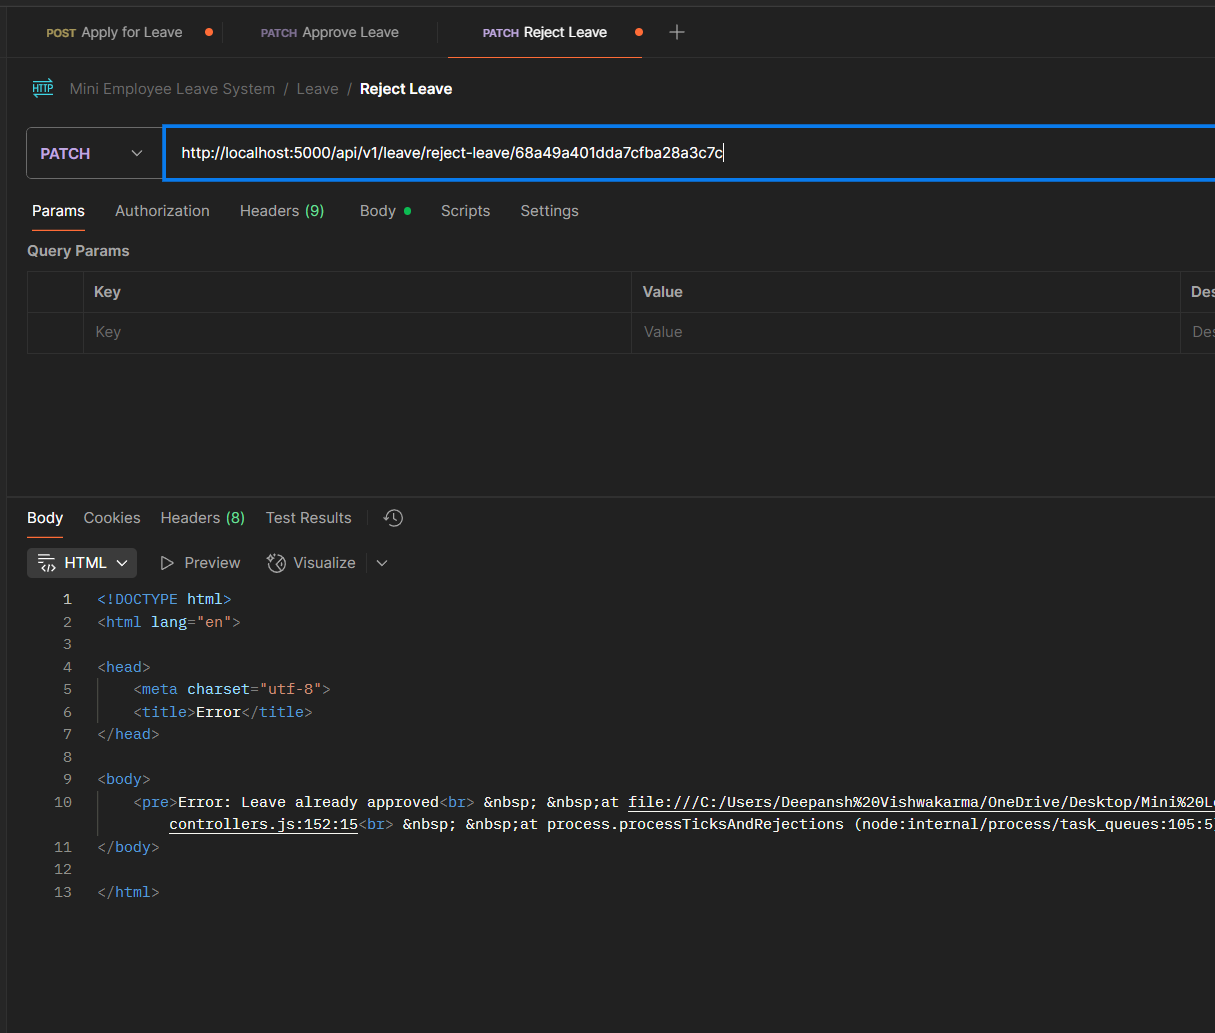 POST Apply for Leave PATCH Approve Leave PATCH Reject Leave
HTTP Mini Employee Leave System / Leave / Reject Leave
PATCH http://localhost:5000/api/v1/leave/reject-leave/68a49a401dda7cfba28a3c7c
Params Authorization Headers (9) Body Scripts Settings
Query Params
Key Value Des
Key Value Des
Body Cookies Headers (8) Test Results
HTML Preview Visualize
1 <!DOCTYPE html>
2 <html lang="en">
3
4 <head>
5 <meta charset="utf-8">
6 <title>Error</title>
7 </head>
8
9 <body>
10 <pre>Error: Leave already approved<br> &nbsp; &nbsp;at file:///C:/Users/Deepansh%20Vishwakarma/OneDrive/Desktop/Mini%20L
controllers.js:152:15<br> &nbsp; &nbsp;at process.processTicksAndRejections (node:internal/process/task_queues:105:5
11 </body>
12
13 </html>